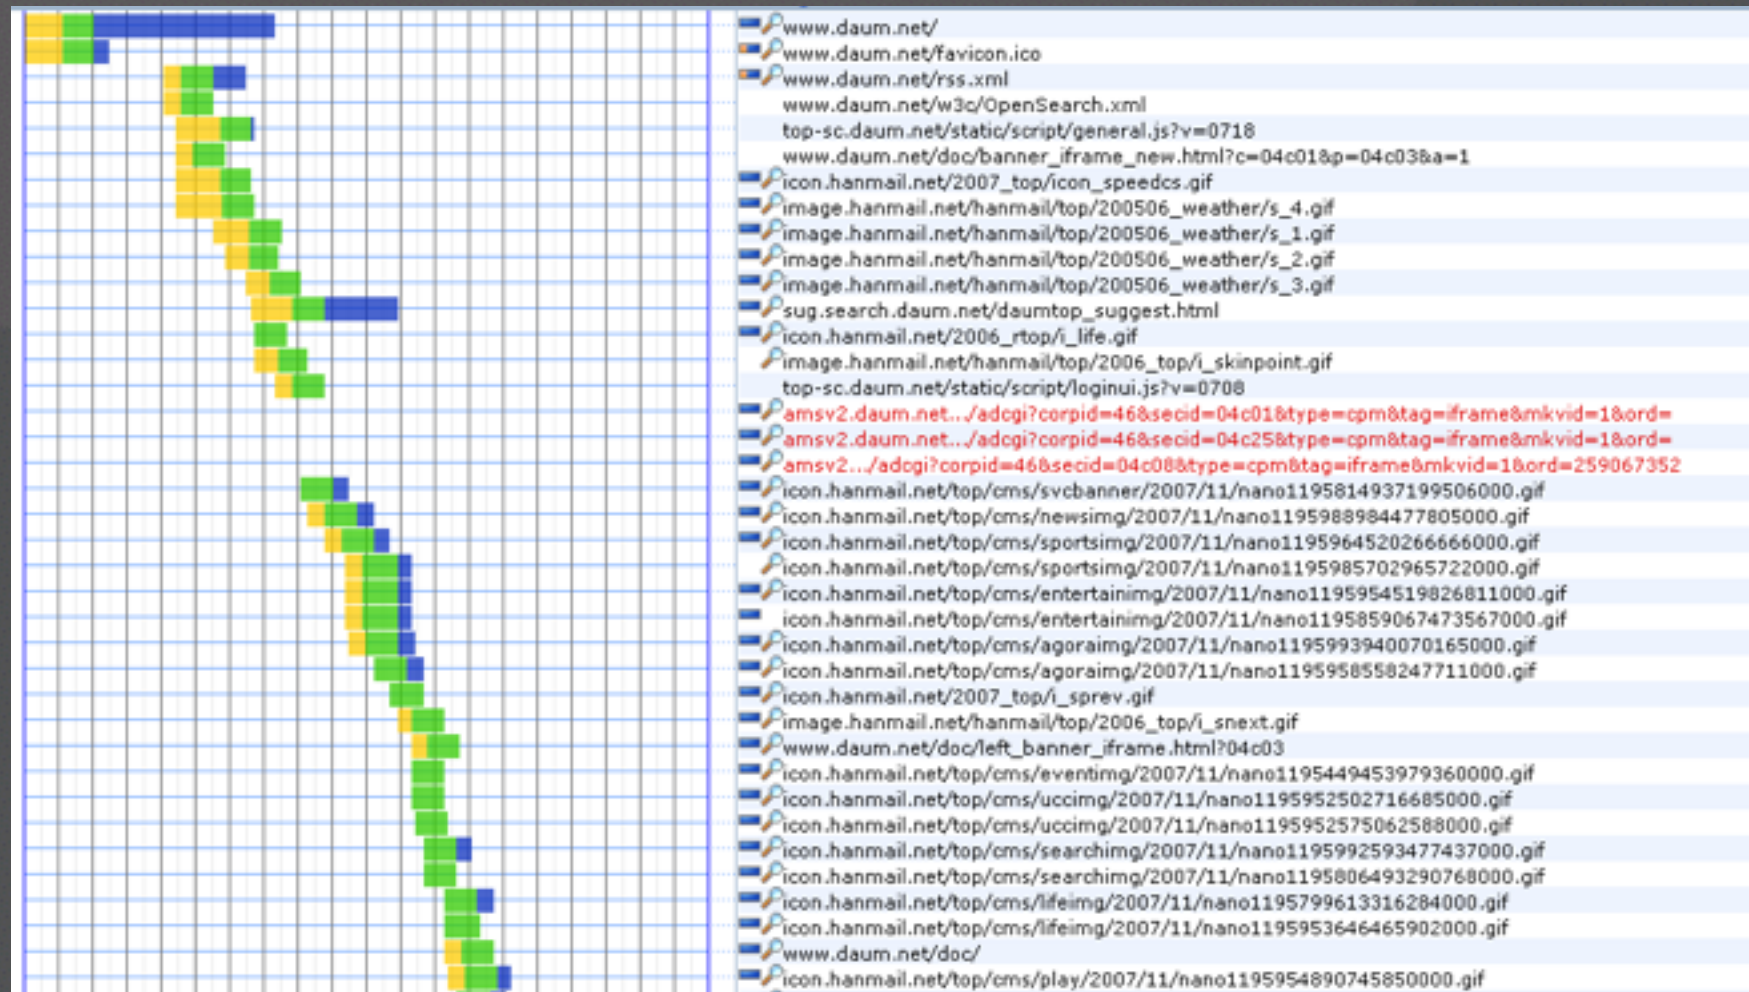 www.daum.net/
www.daum.net/favicon.ico
www.daum.net/rss.xml
www.daum.net/w3c/OpenSearch.xml
top-sc.daum.net/static/script/general.js?v=0718
www.daum.net/doc/banner_iframe_new.html?c=04c01&p=04c03&a=1
icon.hanmail.net/2007_top/icon_speedcs.gif
image.hanmail.net/hanmail/top/200506_weather/s_4.gif
image.hanmail.net/hanmail/top/200506_weather/s_1.gif
image.hanmail.net/hanmail/top/200506_weather/s_2.gif
image.hanmail.net/hanmail/top/200506_weather/s_3.gif
sug.search.daum.net/daumtop_suggest.html
icon.hanmail.net/2006_rtop/i_life.gif
image.hanmail.net/hanmail/top/2006_top/i_skinpoint.gif
top-sc.daum.net/static/script/loginui.js?v=0708
amsv2.daum.net.../adcgi?corpid=46&secid=04c01&type=cpm&tag=iframe&mkvid=1&ord=
amsv2.daum.net.../adcgi?corpid=46&secid=04c25&type=cpm&tag=iframe&mkvid=1&ord=
amsv2.../adcgi?corpid=46&secid=04c08&type=cpm&tag=iframe&mkvid=1&ord=259067352
icon.hanmail.net/top/cms/svcbanner/2007/11/nano1195814937199506000.gif
icon.hanmail.net/top/cms/newsimg/2007/11/nano1195989844778​05000.gif
icon.hanmail.net/top/cms/sportsimg/2007/11/nano1195964520266666000.gif
icon.hanmail.net/top/cms/sportsimg/2007/11/nano1195985702965722000.gif
icon.hanmail.net/top/cms/entertainimg/2007/11/nano1195954519826811000.gif
icon.hanmail.net/top/cms/entertainimg/2007/11/nano1195859067473567000.gif
icon.hanmail.net/top/cms/agoraimg/2007/11/nano1195993940070165000.gif
icon.hanmail.net/top/cms/agoraimg/2007/11/nano1195958558247711000.gif
icon.hanmail.net/2007_top/i_sprev.gif
image.hanmail.net/hanmail/top/2006_top/i_snext.gif
www.daum.net/doc/left_banner_iframe.html?04c03
icon.hanmail.net/top/cms/eventimg/2007/11/nano1195449453979360000.gif
icon.hanmail.net/top/cms/uccimg/2007/11/nano1195952502716685000.gif
icon.hanmail.net/top/cms/uccimg/2007/11/nano1195952575062588000.gif
icon.hanmail.net/top/cms/searchimg/2007/11/nano1195992593477437000.gif
icon.hanmail.net/top/cms/searchimg/2007/11/nano1195806493290768000.gif
icon.hanmail.net/top/cms/lifeimg/2007/11/nano1195799613316284000.gif
icon.hanmail.net/top/cms/lifeimg/2007/11/nano1195953646465902000.gif
www.daum.net/doc/
icon.hanmail.net/top/cms/play/2007/11/nano1195954890745850000.gif